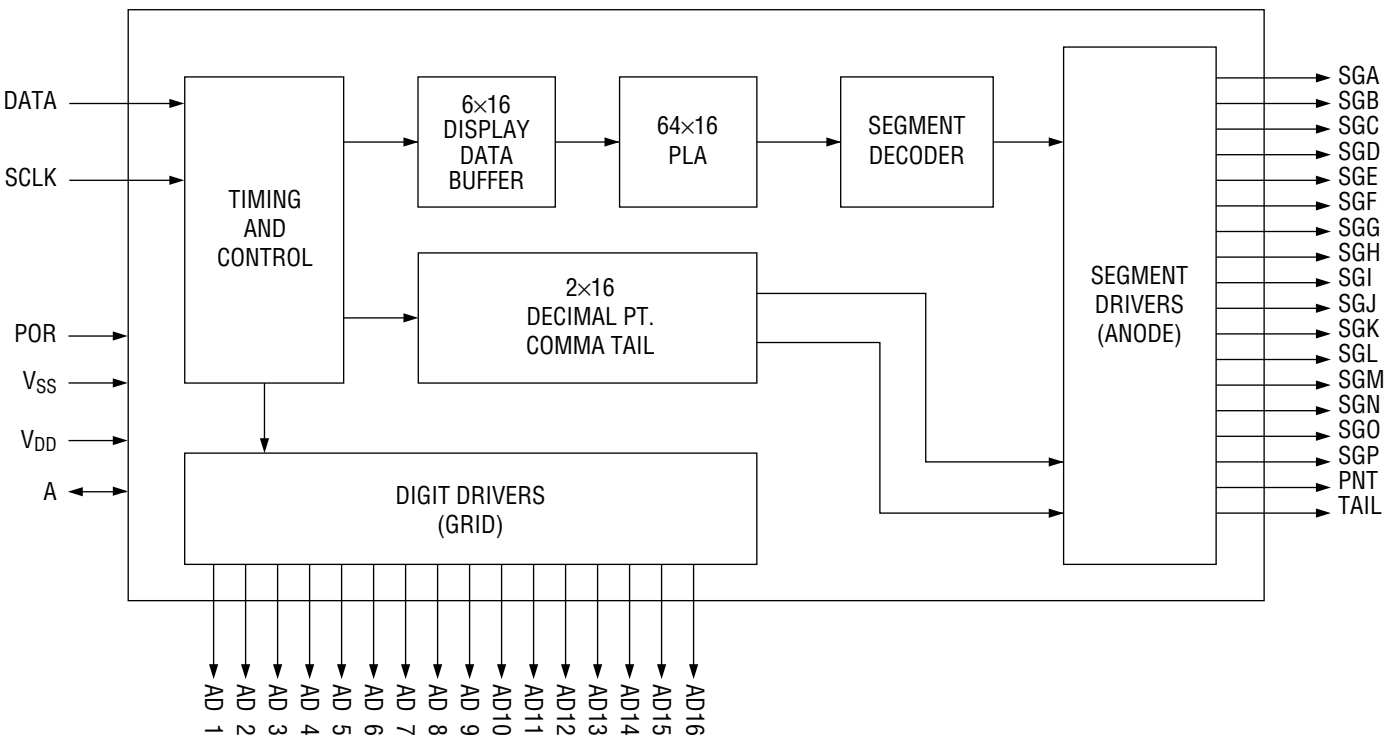 DATA
SCLK
POR
VSS
VDD
A
TIMING
AND
CONTROL
6×16
DISPLAY
DATA
BUFFER
64×16
PLA
SEGMENT
DECODER
2×16
DECIMAL PT.
COMMA TAIL
DIGIT DRIVERS
(GRID)
SEGMENT
DRIVERS
(ANODE)
SGA
SGB
SGC
SGD
SGE
SGF
SGG
SGH
SGI
SGJ
SGK
SGL
SGM
SGN
SGO
SGP
PNT
TAIL
AD 1
AD 2
AD 3
AD 4
AD 5
AD 6
AD 7
AD 8
AD 9
AD10
AD11
AD12
AD13
AD14
AD15
AD16